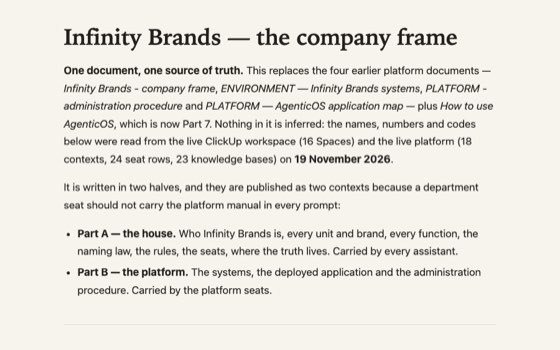 Infinity Brands — the company frame
One document, one source of truth. This replaces the four earlier platform documents —
Infinity Brands - company frame, ENVIRONMENT — Infinity Brands systems, PLATFORM -
administration procedure and PLATFORM — AgenticOS application map — plus How to use
AgenticOS, which is now Part 7. Nothing in it is inferred: the names, numbers and codes
below were read from the live ClickUp workspace (16 Spaces) and the live platform (18
contexts, 24 seat rows, 23 knowledge bases) on 19 November 2026.
It is written in two halves, and they are published as two contexts because a department
seat should not carry the platform manual in every prompt:
• Part A — the house. Who Infinity Brands is, every unit and brand, every function, the
naming law, the rules, the seats, where the truth lives. Carried by every assistant.
• Part B — the platform. The systems, the deployed application and the administration
procedure. Carried by the platform seats.